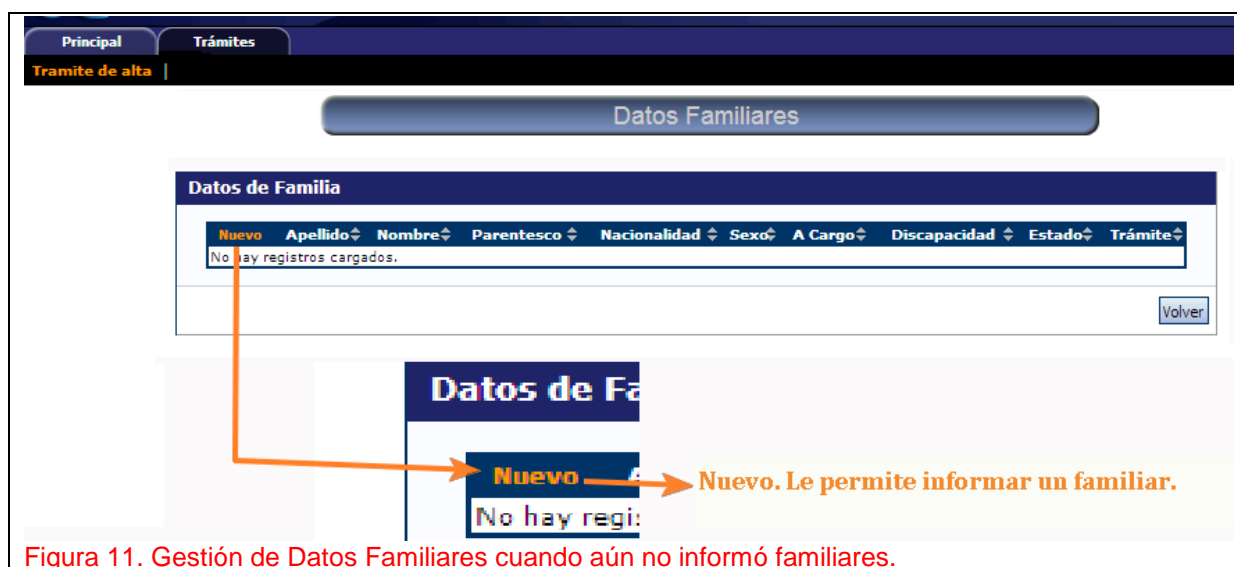 Principal Trámites
Tramite de alta |
Datos Familiares
Datos de Familia
Nuevo Apellido Nombre Parentesco Nacionalidad Sexo A Cargo Discapacidad Estado Trámite
No hay registros cargados.
Volver
Datos de Fa
Nuevo
No hay regis
Nuevo. Le permite informar un familiar.
Figura 11. Gestión de Datos Familiares cuando aún no informó familiares.